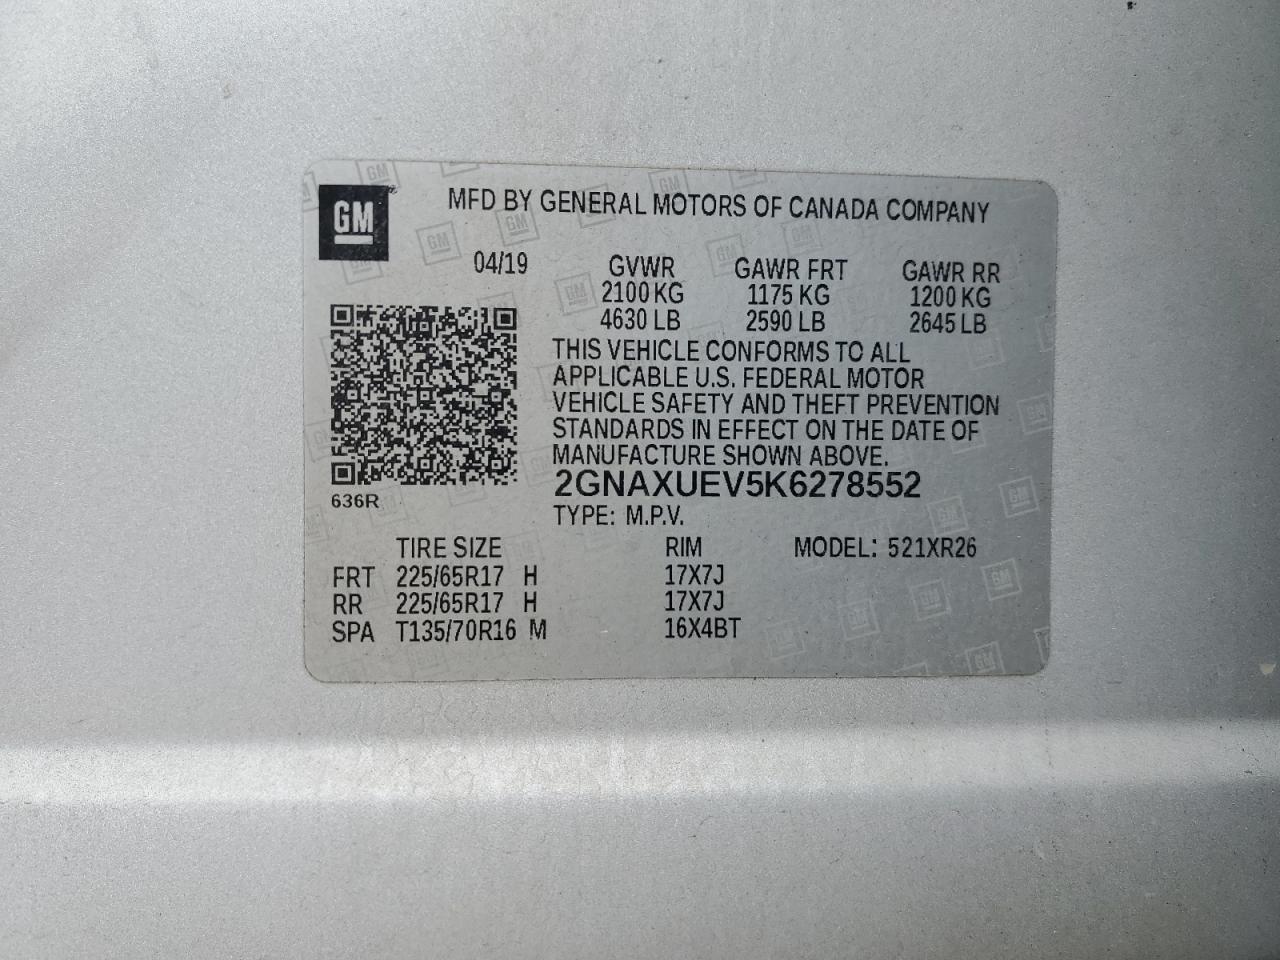 GM
MFD BY GENERAL MOTORS OF CANADA COMPANY
04/19 GVWR GAWR FRT GAWR RR
2100 KG 1175 KG 1200 KG
4630 LB 2590 LB 2645 LB
THIS VEHICLE CONFORMS TO ALL
APPLICABLE U.S. FEDERAL MOTOR
VEHICLE SAFETY AND THEFT PREVENTION
STANDARDS IN EFFECT ON THE DATE OF
MANUFACTURE SHOWN ABOVE.
2GNAXUEV5K6278552
636R
TYPE: M.P.V.
TIRE SIZE RIM MODEL: 521XR26
FRT 225/65R17 H 17X7J
RR 225/65R17 H 17X7J
SPA T135/70R16 M 16X4BT